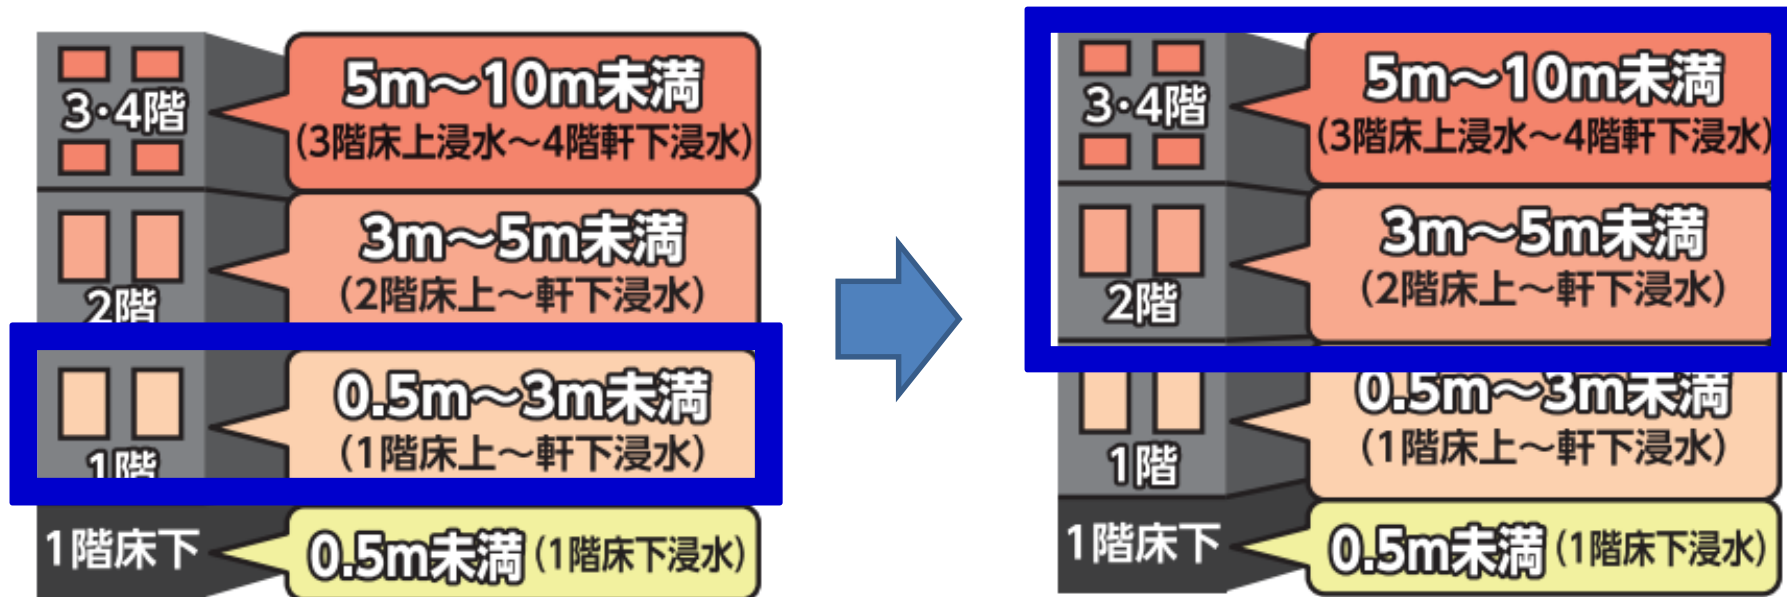 3・4階
5m～10m未満
(3階床上浸水～4階軒下浸水)
2階
3m～5m未満
(2階床上～軒下浸水)
1階
0.5m～3m未満
(1階床上～軒下浸水)
1階床下
0.5m未満(1階床下浸水)
3・4階
5m～10m未満
(3階床上浸水～4階軒下浸水)
2階
3m～5m未満
(2階床上～軒下浸水)
1階
0.5m～3m未満
(1階床上～軒下浸水)
1階床下
0.5m未満(1階床下浸水)